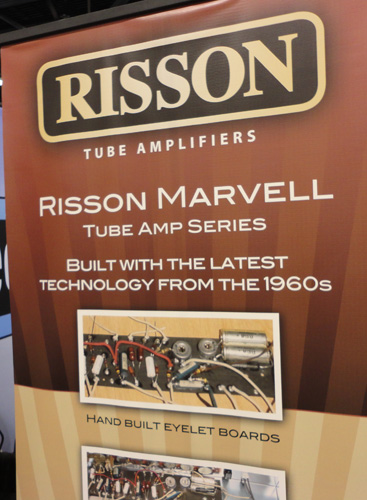 RISSON
TUBE AMPLIFIERS
RISSON MARVELL
TUBE AMP SERIES
BUILT WITH THE LATEST
TECHNOLOGY FROM THE 1960s
HAND BUILT EYELET BOARDS